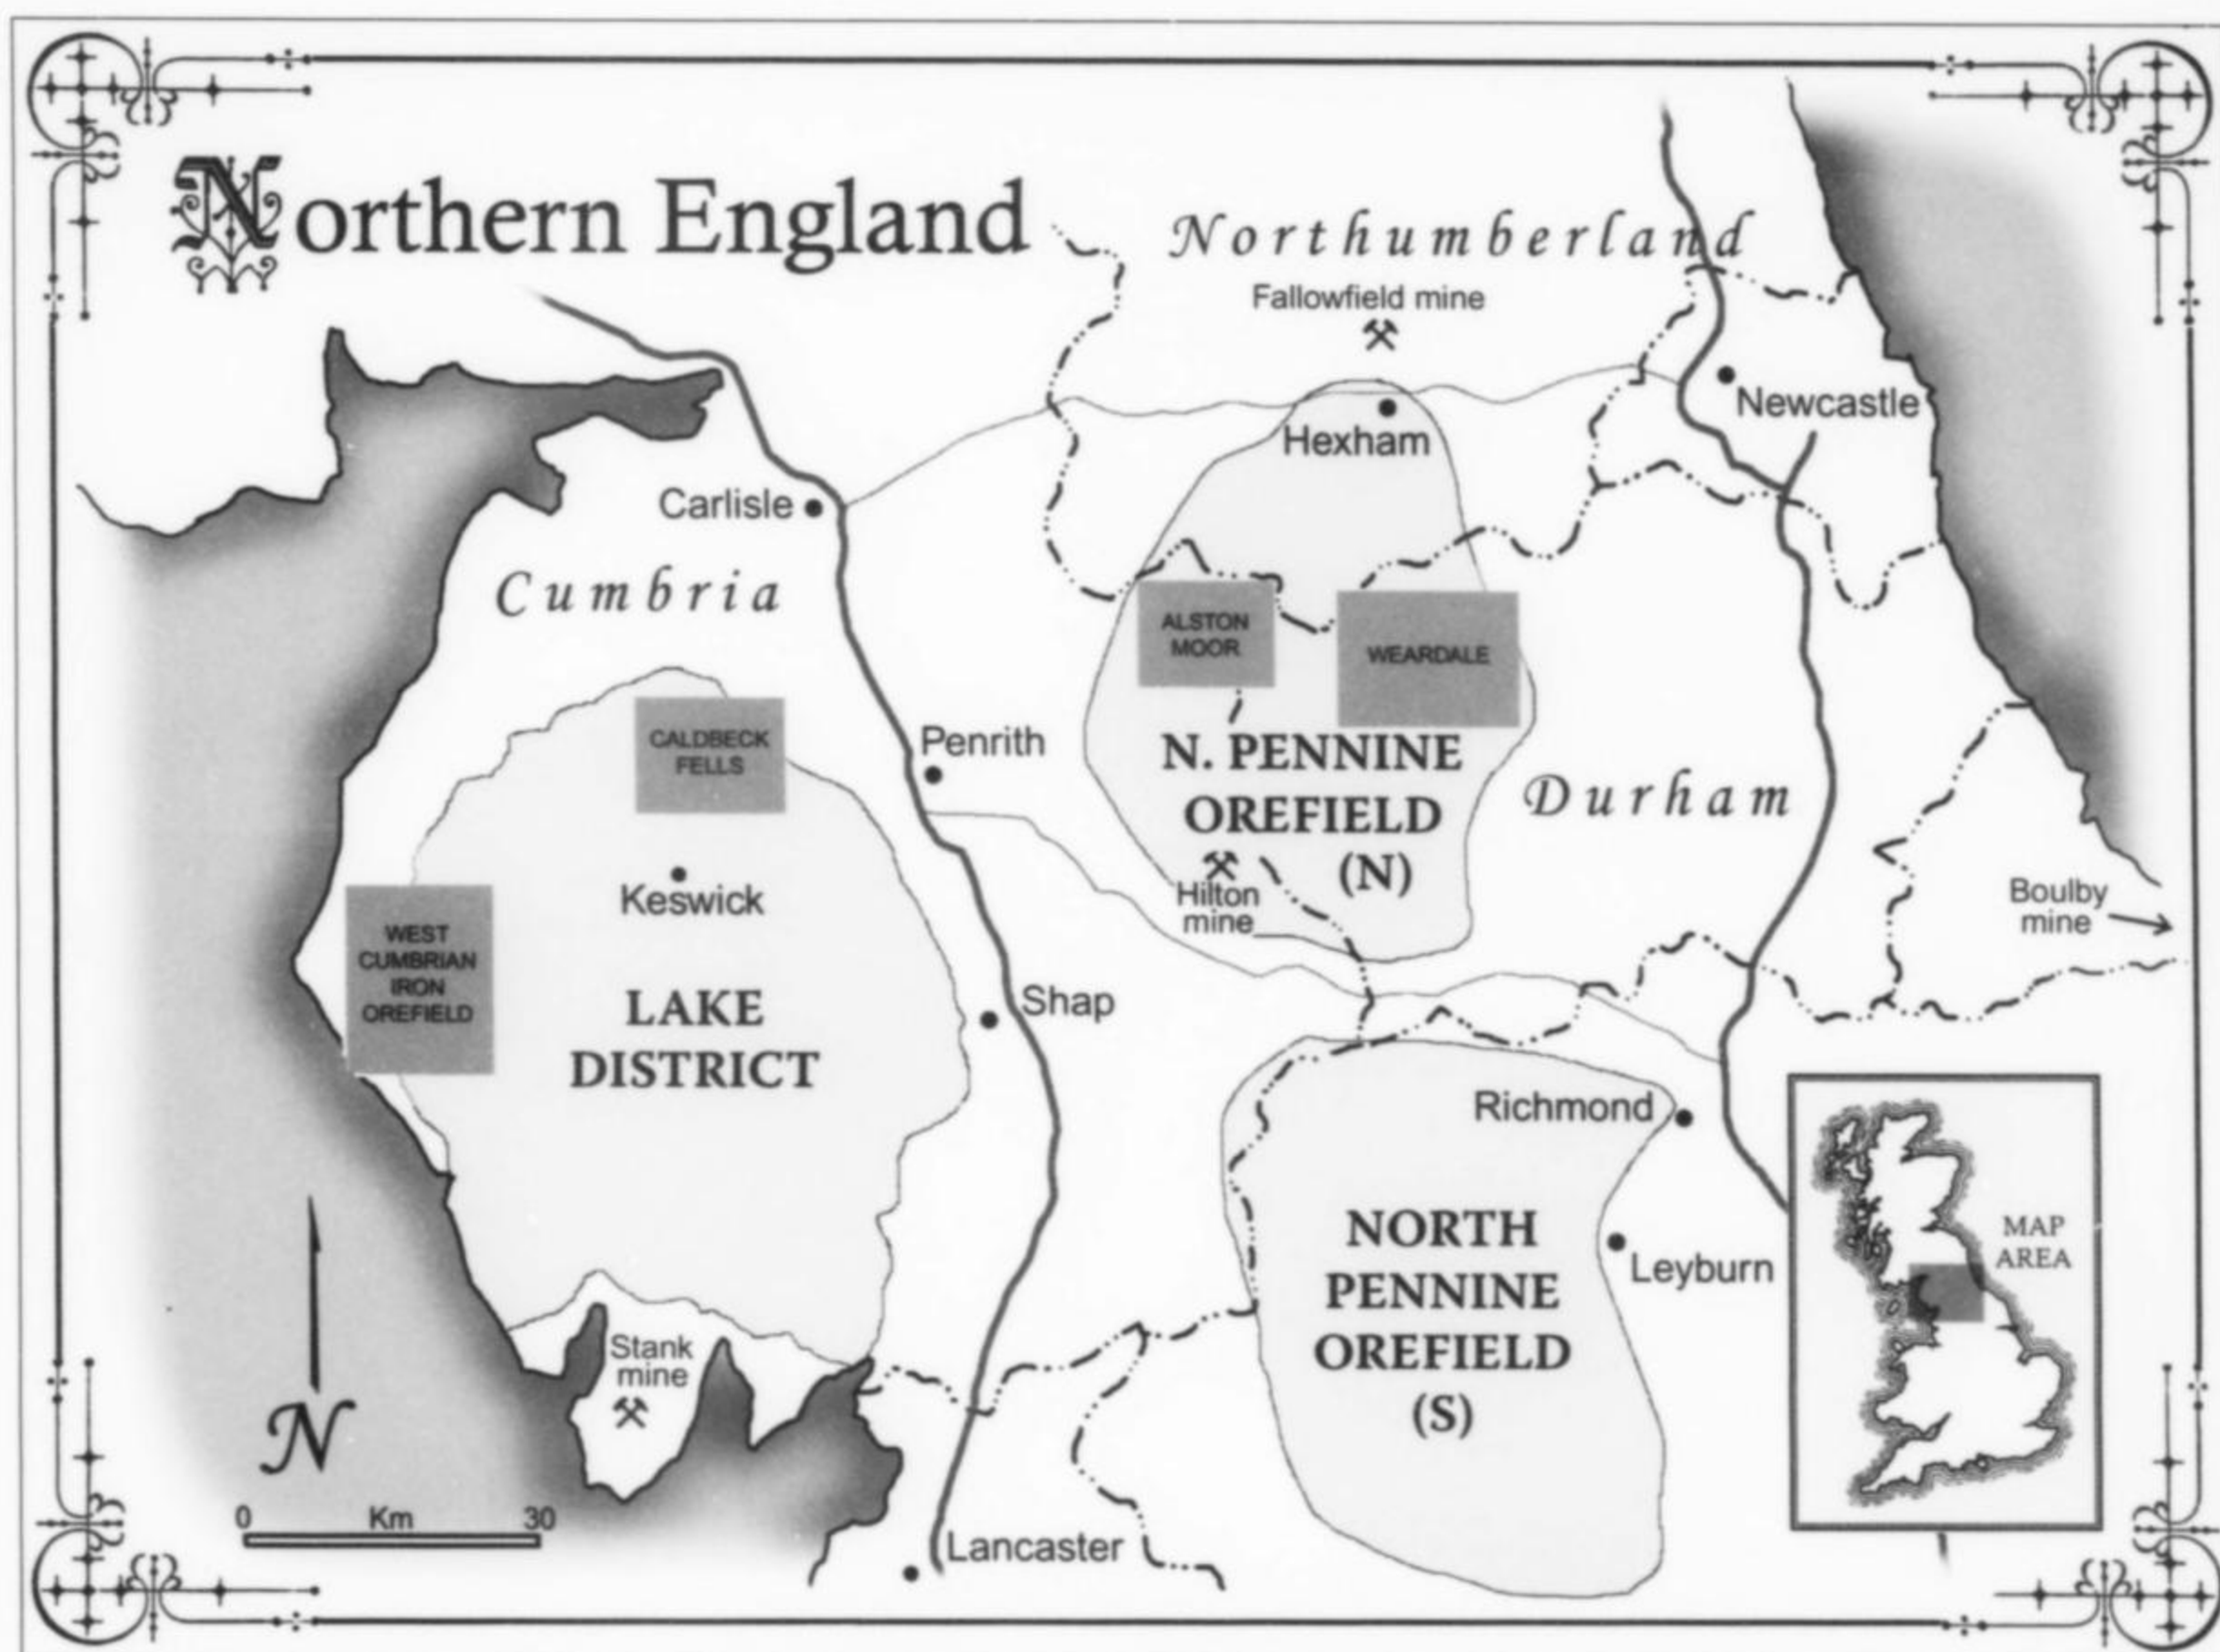 Northern England
Northumberland
Fallowfield mine
Newcastle
Hexham
Carlisle
Cumbria
ALSTON
MOOR
WEARDALE
CALDBECK
FELLS
Penrith
N. PENNINE
OREFIELD
(N)
Durham
Keswick
Hilton
mine
Boulby
mine
WEST
CUMBRIAN
IRON
OREFIELD
LAKE
DISTRICT
Shap
Richmond
NORTH
PENNINE
OREFIELD
(S)
Leyburn
MAP
AREA
Stank
mine
N
0 Km 30
Lancaster